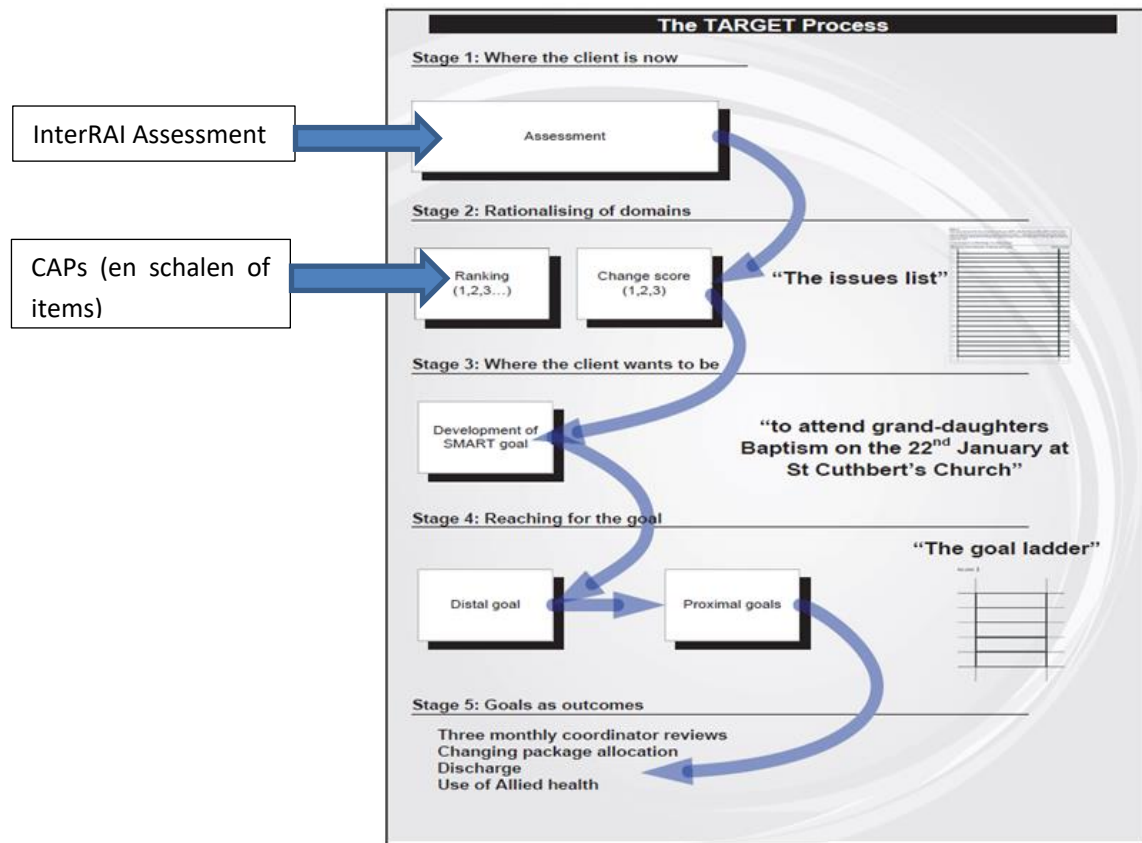 The TARGET Process
Stage 1: Where the client is now
InterRAI Assessment
Assessment
Stage 2: Rationalising of domains
CAPs (en schalen of
items)
Ranking
(1,2,3...)
Change score
(1,2,3)
“The issues list”
Stage 3: Where the client wants to be
Development of
SMART goal
“to attend grand-daughters
Baptism on the 22nd January at
St Cuthbert’s Church”
Stage 4: Reaching for the goal
“The goal ladder”
Distal goal
Proximal goals
Stage 5: Goals as outcomes
Three monthly coordinator reviews
Changing package allocation
Discharge
Use of Allied health